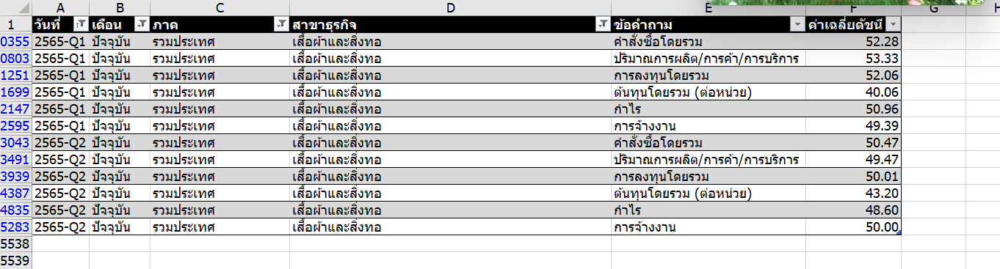 A B C D E F G H
1 วันที่ เดือน ภาค สาขาธุรกิจ ข้อคำถาม ค่าเฉลี่ยดัชนี
0355 2565-Q1 ปัจจุบัน รวมประเทศ เสื้อผ้าและสิ่งทอ คำสั่งซื้อโดยรวม 52.28
0803 2565-Q1 ปัจจุบัน รวมประเทศ เสื้อผ้าและสิ่งทอ ปริมาณการผลิต/การค้า/การบริการ 53.33
1251 2565-Q1 ปัจจุบัน รวมประเทศ เสื้อผ้าและสิ่งทอ การลงทุนโดยรวม 52.06
1699 2565-Q1 ปัจจุบัน รวมประเทศ เสื้อผ้าและสิ่งทอ ต้นทุนโดยรวม (ต่อหน่วย) 40.06
2147 2565-Q1 ปัจจุบัน รวมประเทศ เสื้อผ้าและสิ่งทอ กำไร 50.96
2595 2565-Q1 ปัจจุบัน รวมประเทศ เสื้อผ้าและสิ่งทอ การจ้างงาน 49.39
3043 2565-Q2 ปัจจุบัน รวมประเทศ เสื้อผ้าและสิ่งทอ คำสั่งซื้อโดยรวม 50.47
3491 2565-Q2 ปัจจุบัน รวมประเทศ เสื้อผ้าและสิ่งทอ ปริมาณการผลิต/การค้า/การบริการ 49.47
3939 2565-Q2 ปัจจุบัน รวมประเทศ เสื้อผ้าและสิ่งทอ การลงทุนโดยรวม 50.01
4387 2565-Q2 ปัจจุบัน รวมประเทศ เสื้อผ้าและสิ่งทอ ต้นทุนโดยรวม (ต่อหน่วย) 43.20
4835 2565-Q2 ปัจจุบัน รวมประเทศ เสื้อผ้าและสิ่งทอ กำไร 48.60
5283 2565-Q2 ปัจจุบัน รวมประเทศ เสื้อผ้าและสิ่งทอ การจ้างงาน 50.00
5538
5539